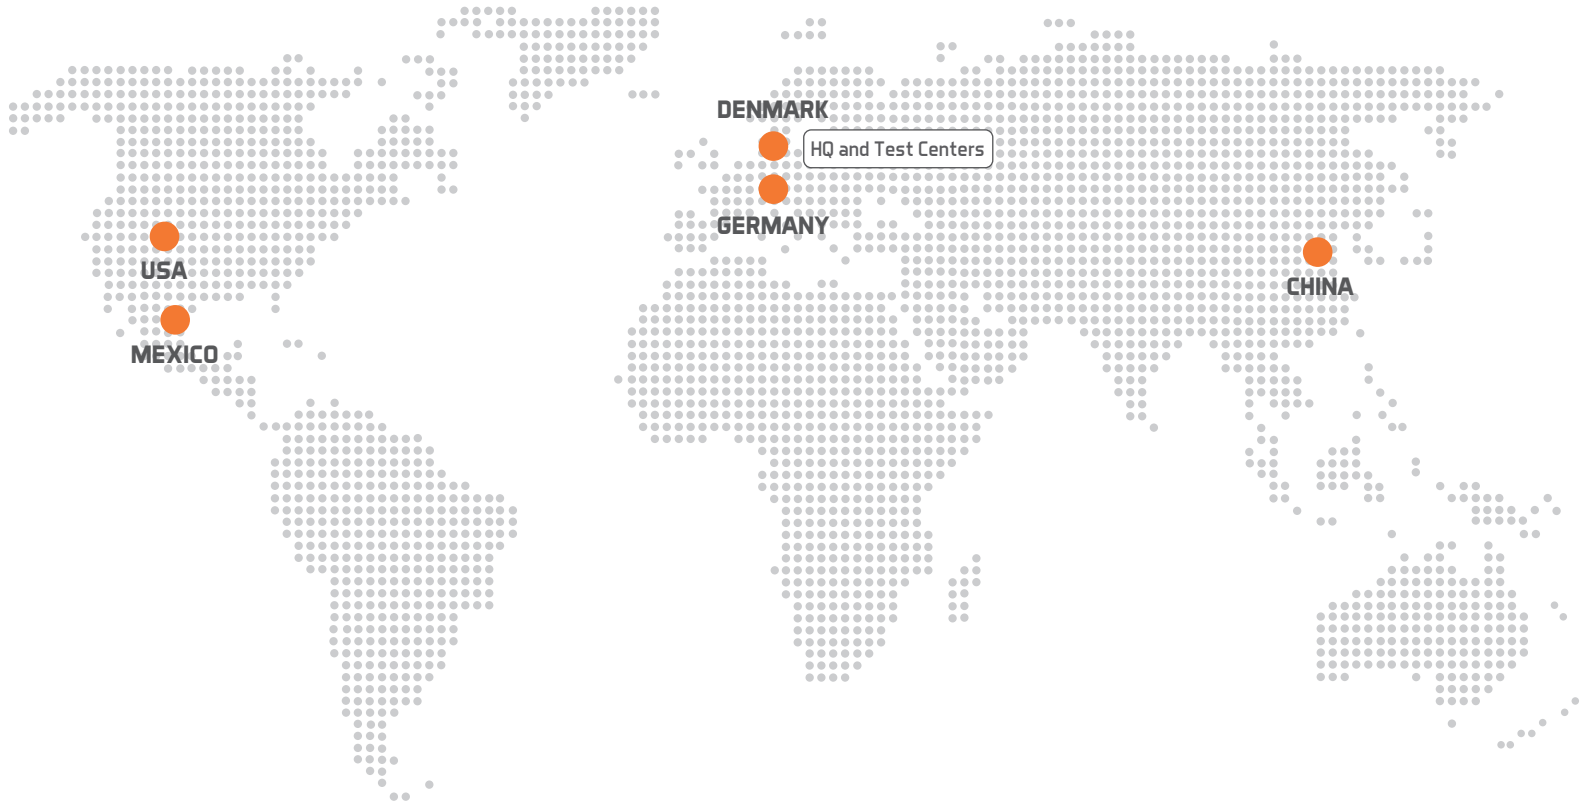 DENMARK
HQ and Test Centers
GERMANY
USA
CHINA
MEXICO